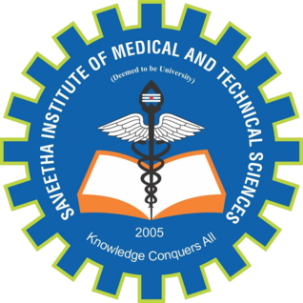 SAVEETHA INSTITUTE OF MEDICAL AND TECHNICAL SCIENCES
(Deemed to be University)
2005
Knowledge Conquers All